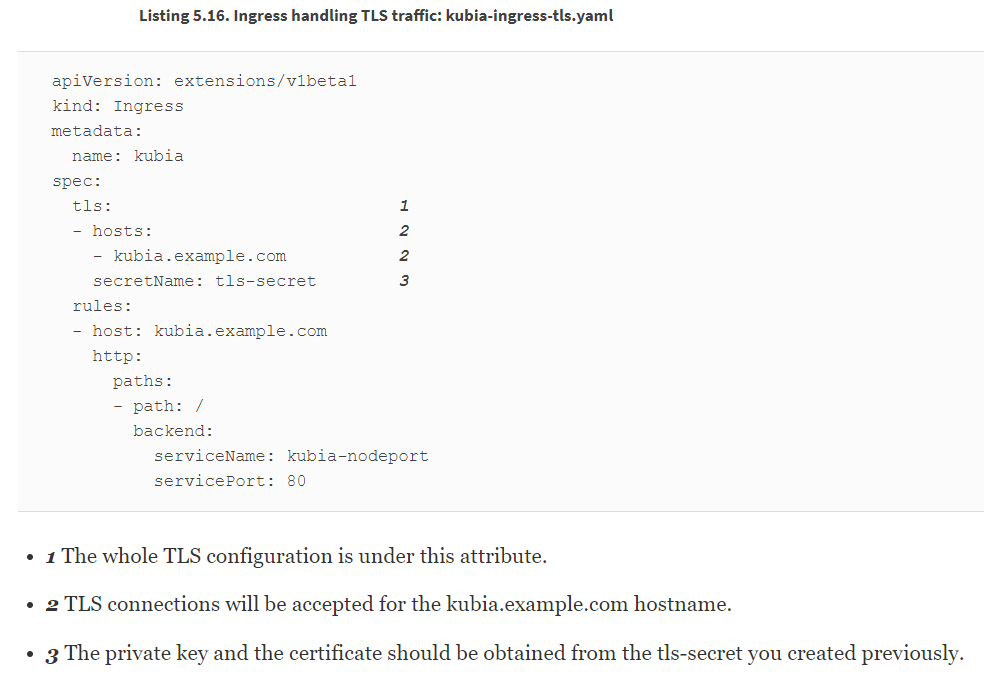 Listing 5.16. Ingress handling TLS traffic: kubia-ingress-tls.yaml
apiVersion: extensions/v1beta1
kind: Ingress
metadata:
  name: kubia
spec:
  tls:                            1
  - hosts:                        2
    - kubia.example.com           2
    secretName: tls-secret        3
  rules:
  - host: kubia.example.com
    http:
      paths:
      - path: /
        backend:
          serviceName: kubia-nodeport
          servicePort: 80
• 1 The whole TLS configuration is under this attribute.
• 2 TLS connections will be accepted for the kubia.example.com hostname.
• 3 The private key and the certificate should be obtained from the tls-secret you created previously.